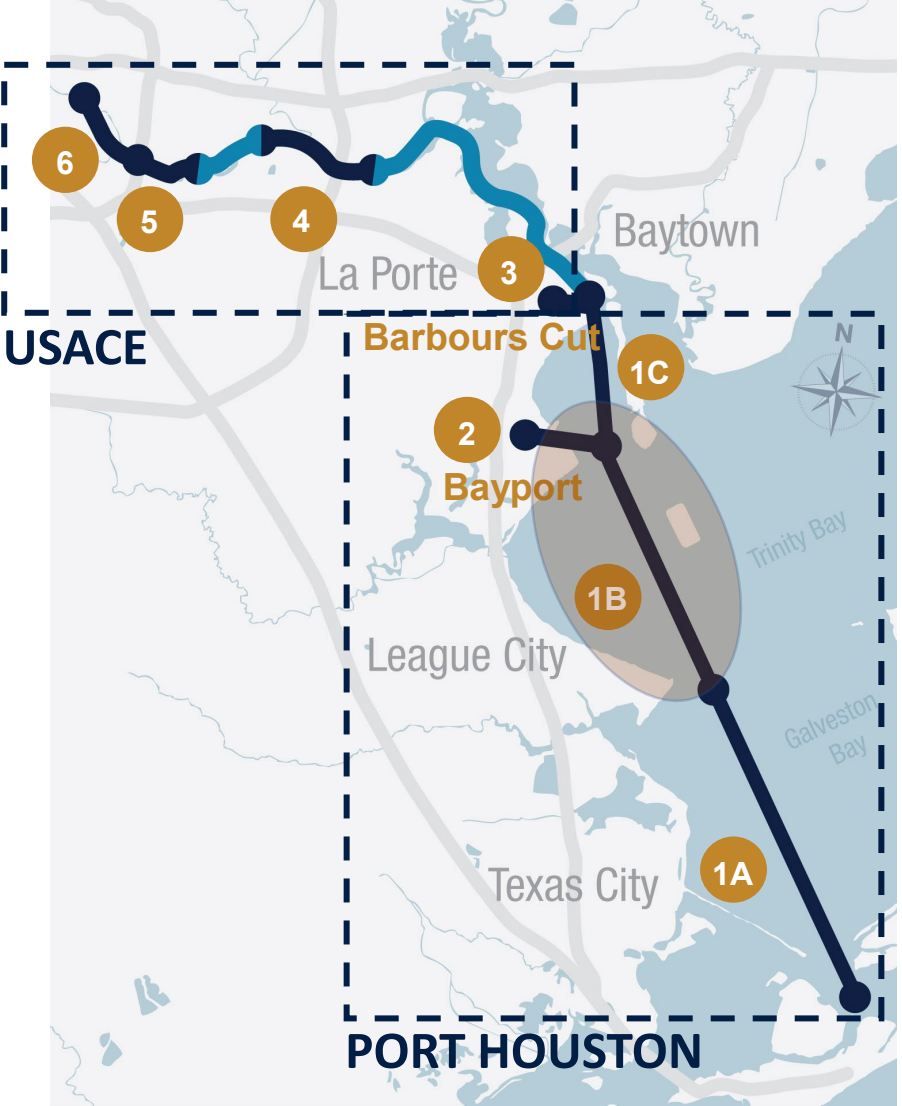 6
5
4
Baytown
La Porte
3
USACE
Barbours Cut
N
1C
2
Bayport
Trinity Bay
1B
League City
Galveston
Bay
1A
Texas City
PORT HOUSTON